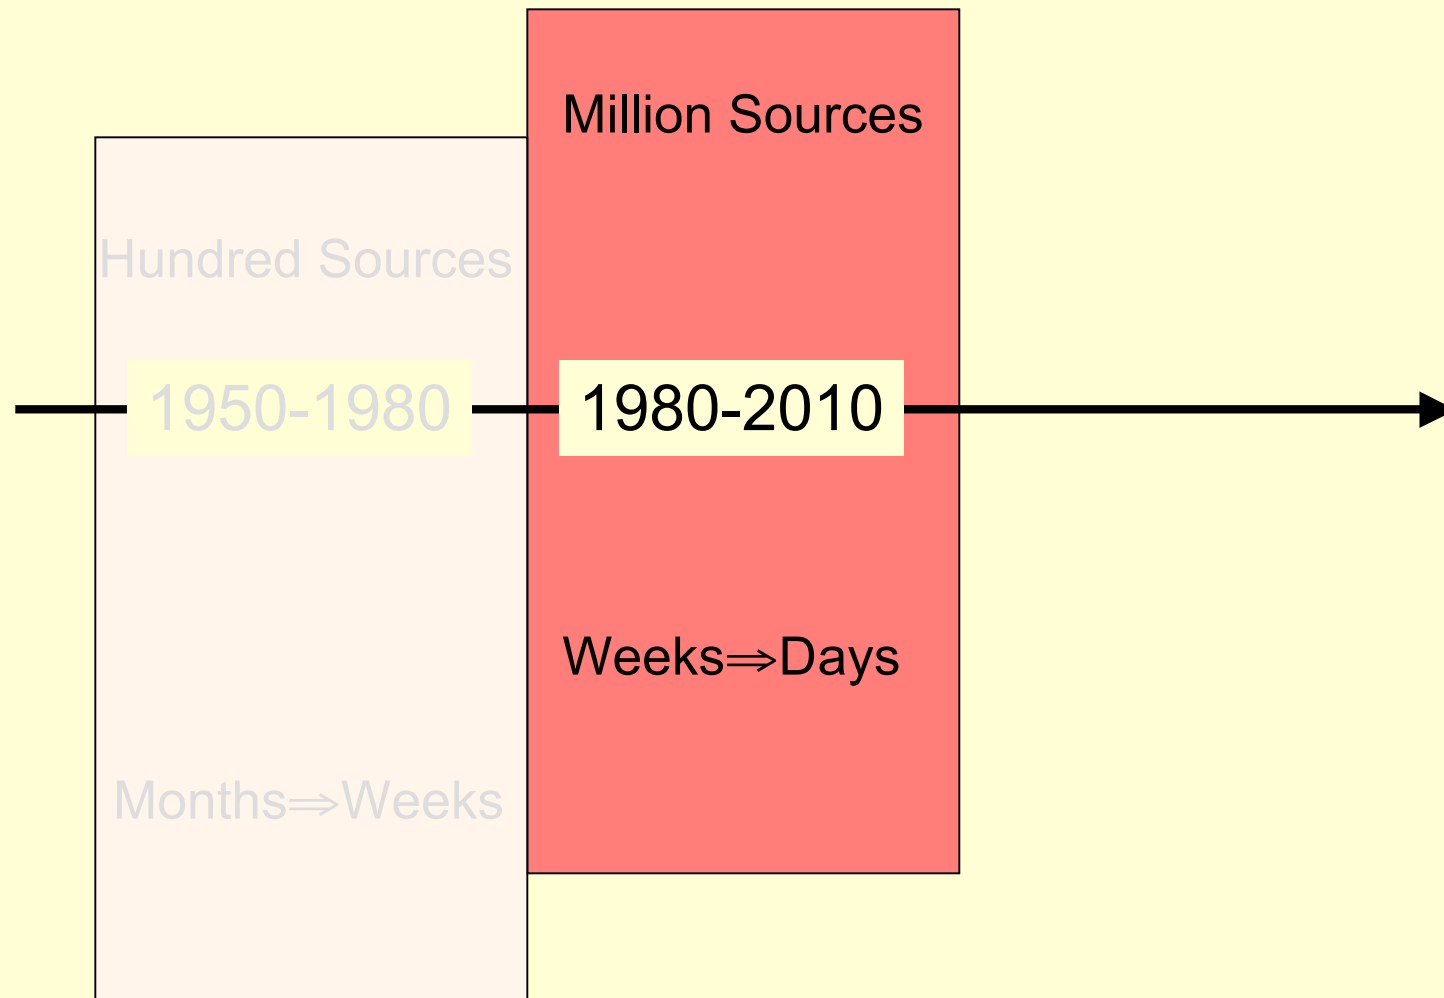 Million Sources
Hundred Sources
1950-1980
1980-2010
Weeks⇒Days
Months⇒Weeks